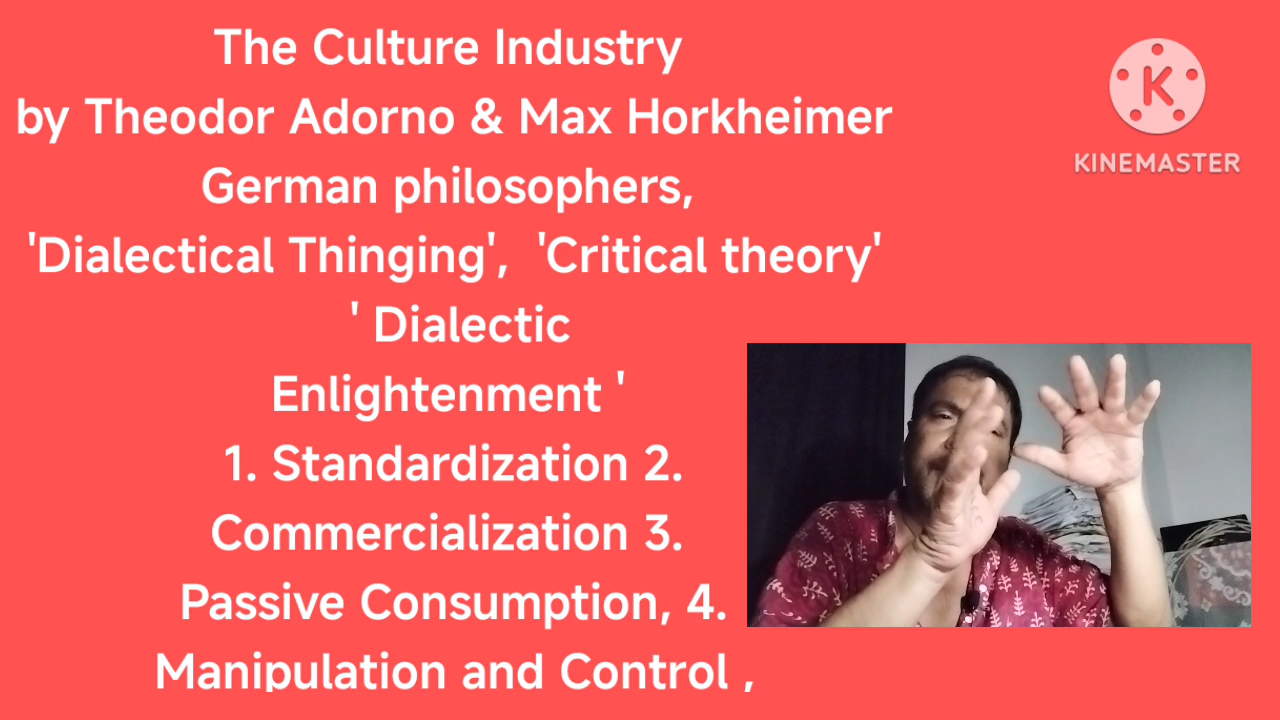 The Culture Industry
by Theodor Adorno & Max Horkheimer
German philosophers,
'Dialectical Thinging', 'Critical theory'
' Dialectic
Enlightenment '
1. Standardization 2.
Commercialization 3.
Passive Consumption, 4.
Manipulation and Control ,
K
KINEMASTER